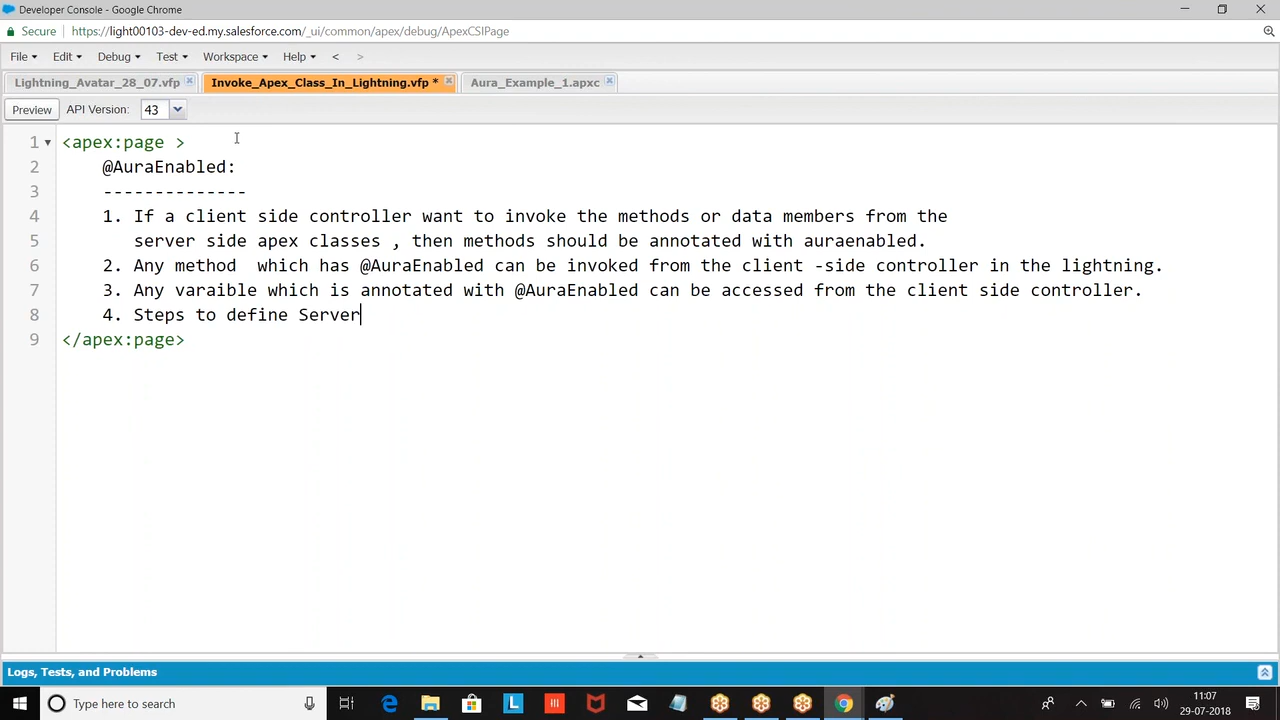 Developer Console - Google Chrome
Secure | https://light00103-dev-ed.my.salesforce.com/_ui/common/apex/debug/ApexCSIPage
File Edit Debug Test Workspace Help < >
Lightning_Avatar_28_07.vfp Invoke_Apex_Class_In_Lightning.vfp * Aura_Example_1.apxc
Preview API Version: 43
1 <apex:page >
2 @AuraEnabled:
3 --------------
4 1. If a client side controller want to invoke the methods or data members from the
5 server side apex classes , then methods should be annotated with auraenabled.
6 2. Any method  which has @AuraEnabled can be invoked from the client -side controller in the lightning.
7 3. Any varaible which is annotated with @AuraEnabled can be accessed from the client side controller.
8 4. Steps to define Server
9 </apex:page>
Logs, Tests, and Problems
Type here to search
11:07
29-07-2018